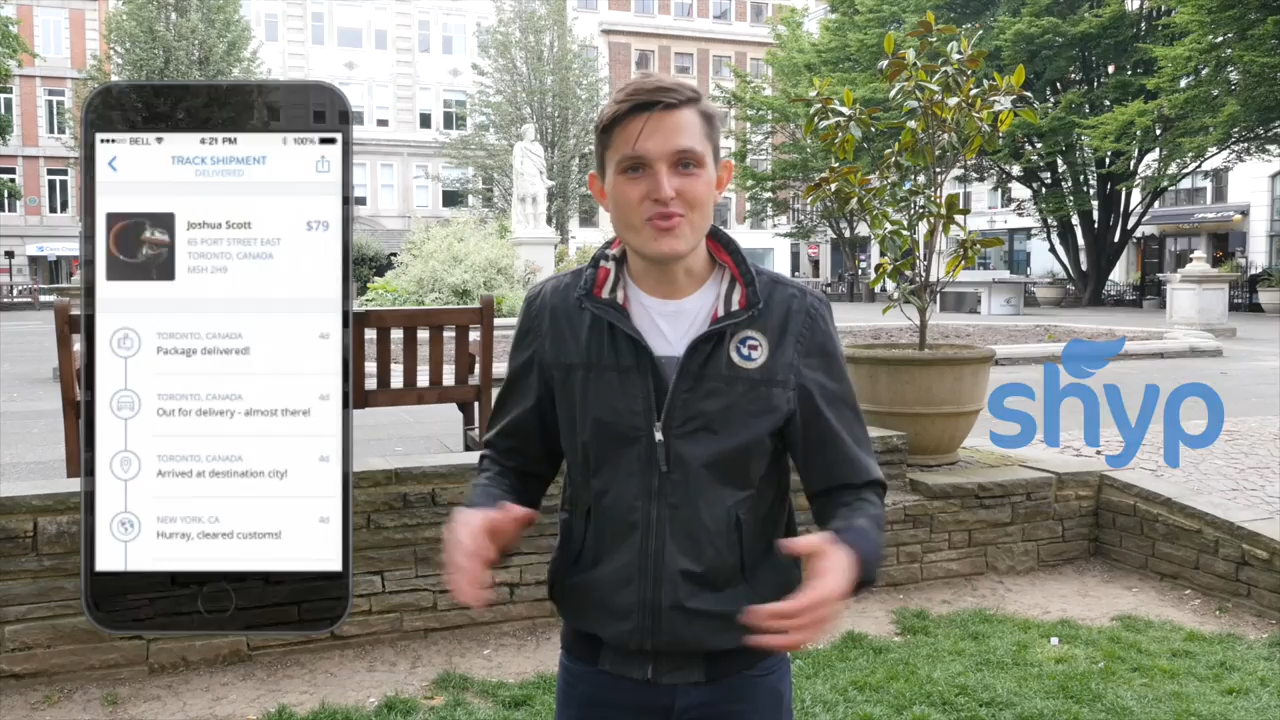 BELL
4:21 PM
100%
TRACK SHIPMENT
DELIVERED
Joshua Scott
$79
65 PORT STREET EAST
TORONTO, CANADA
M5H 2H9
TORONTO, CANADA
4d
Package delivered!
TORONTO, CANADA
4d
Out for delivery - almost there!
TORONTO, CANADA
4d
Arrived at destination city!
NEW YORK, CA
4d
Hurray, cleared customs!
shyp